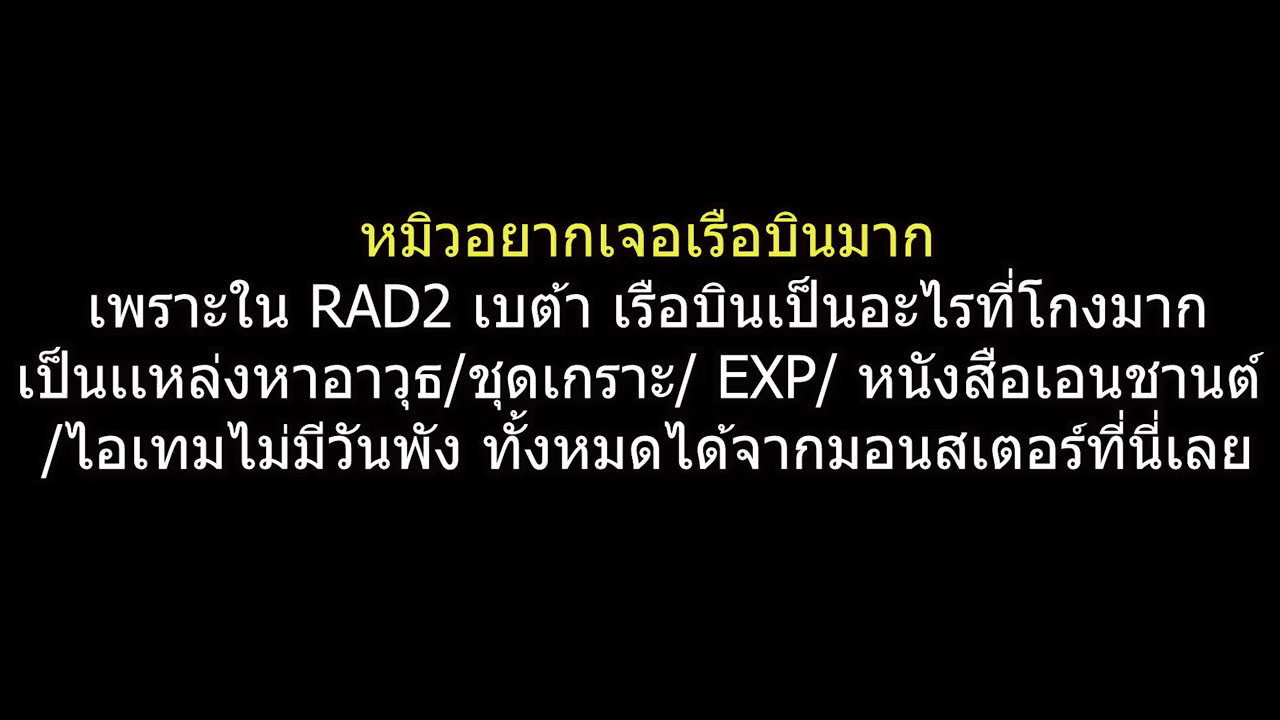 หมิวอยากเจอเรือบินมาก
เพราะใน RAD2 เบต้า เรือบินเป็นอะไรที่โกงมาก
เป็นแหล่งหาอาวุธ/ชุดเกราะ/ EXP/ หนังสือเอนชานต์
/ไอเทมไม่มีวันพัง ทั้งหมดได้จากมอนสเตอร์ที่นี่เลย